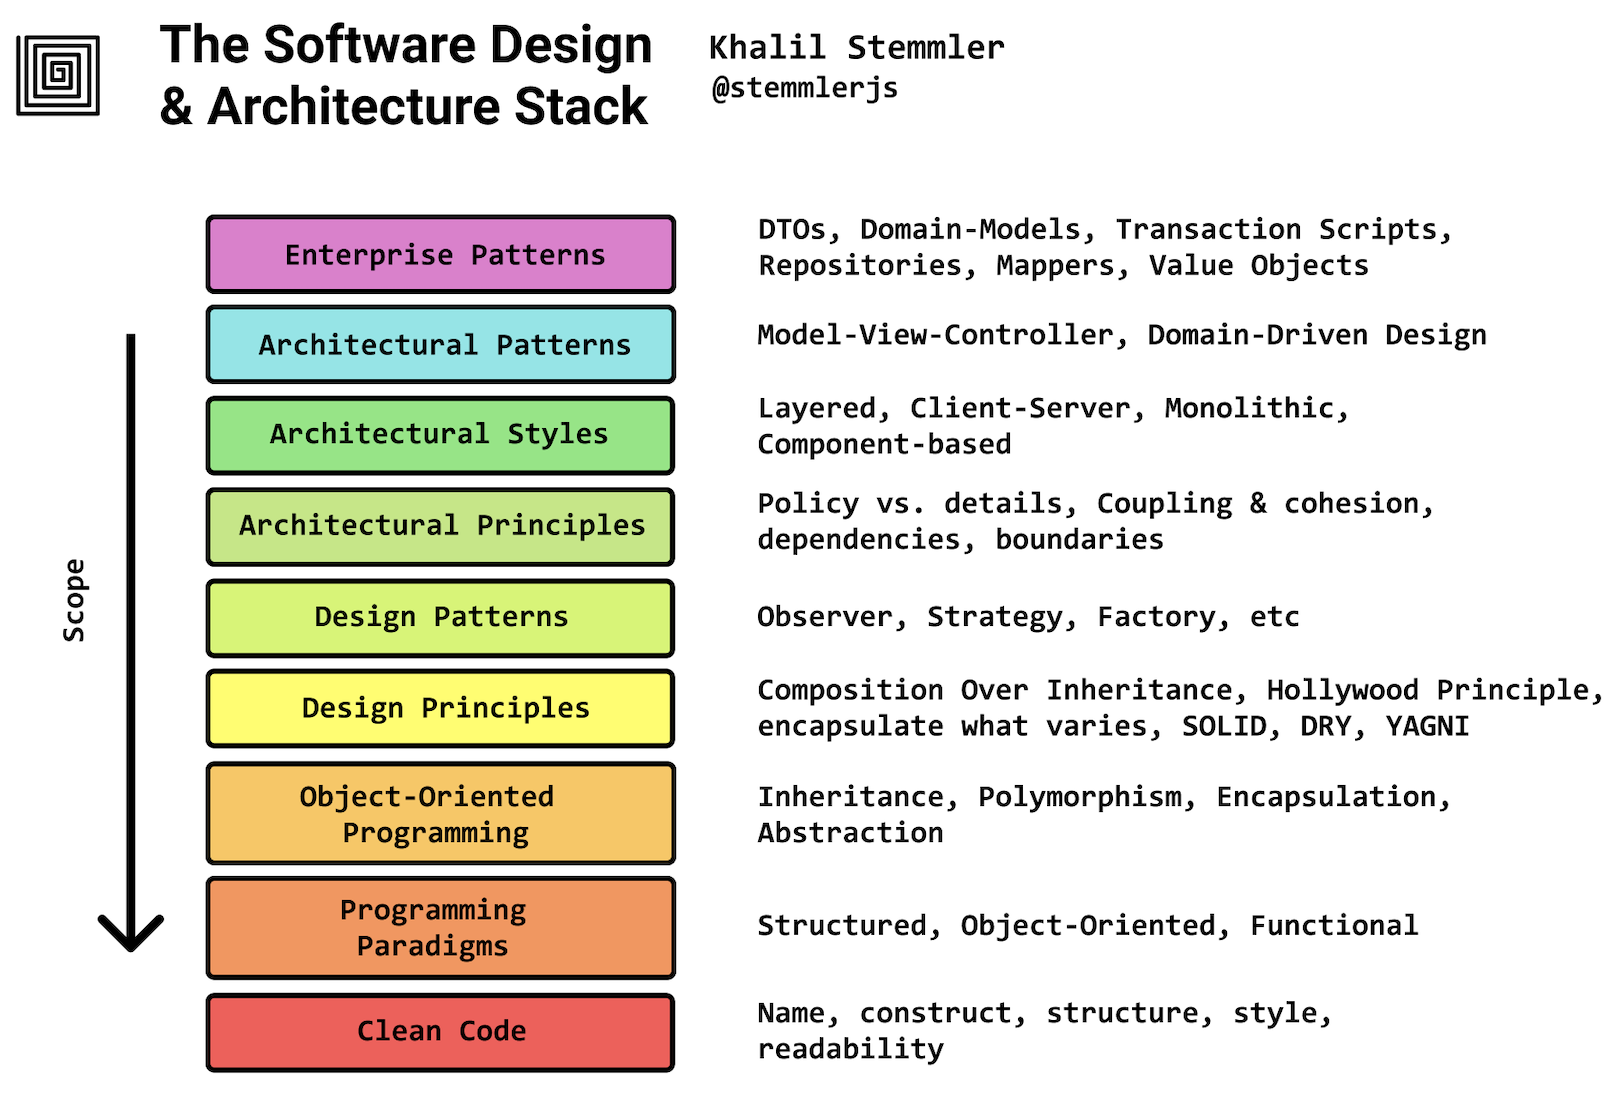 The Software Design
& Architecture Stack
Khalil Stemmler
@stemmlerjs
Scope
Enterprise Patterns
DTOs, Domain-Models, Transaction Scripts,
Repositories, Mappers, Value Objects
Architectural Patterns
Model-View-Controller, Domain-Driven Design
Architectural Styles
Layered, Client-Server, Monolithic,
Component-based
Architectural Principles
Policy vs. details, Coupling & cohesion,
dependencies, boundaries
Design Patterns
Observer, Strategy, Factory, etc
Design Principles
Composition Over Inheritance, Hollywood Principle,
encapsulate what varies, SOLID, DRY, YAGNI
Object-Oriented
Programming
Inheritance, Polymorphism, Encapsulation,
Abstraction
Programming
Paradigms
Structured, Object-Oriented, Functional
Clean Code
Name, construct, structure, style,
readability